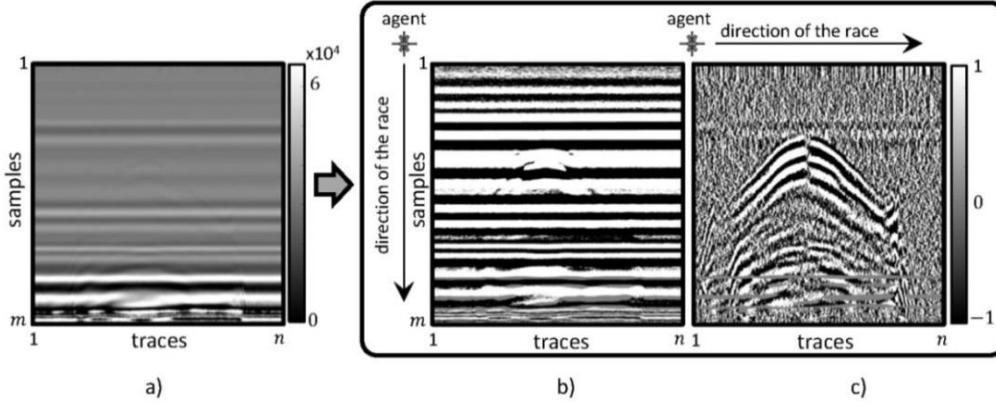 x10⁴
1
6
samples
m
0
1
traces
n
a)
agent
direction of the race
1
samples
m
1
traces
n
b)
agent
direction of the race
1
0
−1
1
traces
n
c)